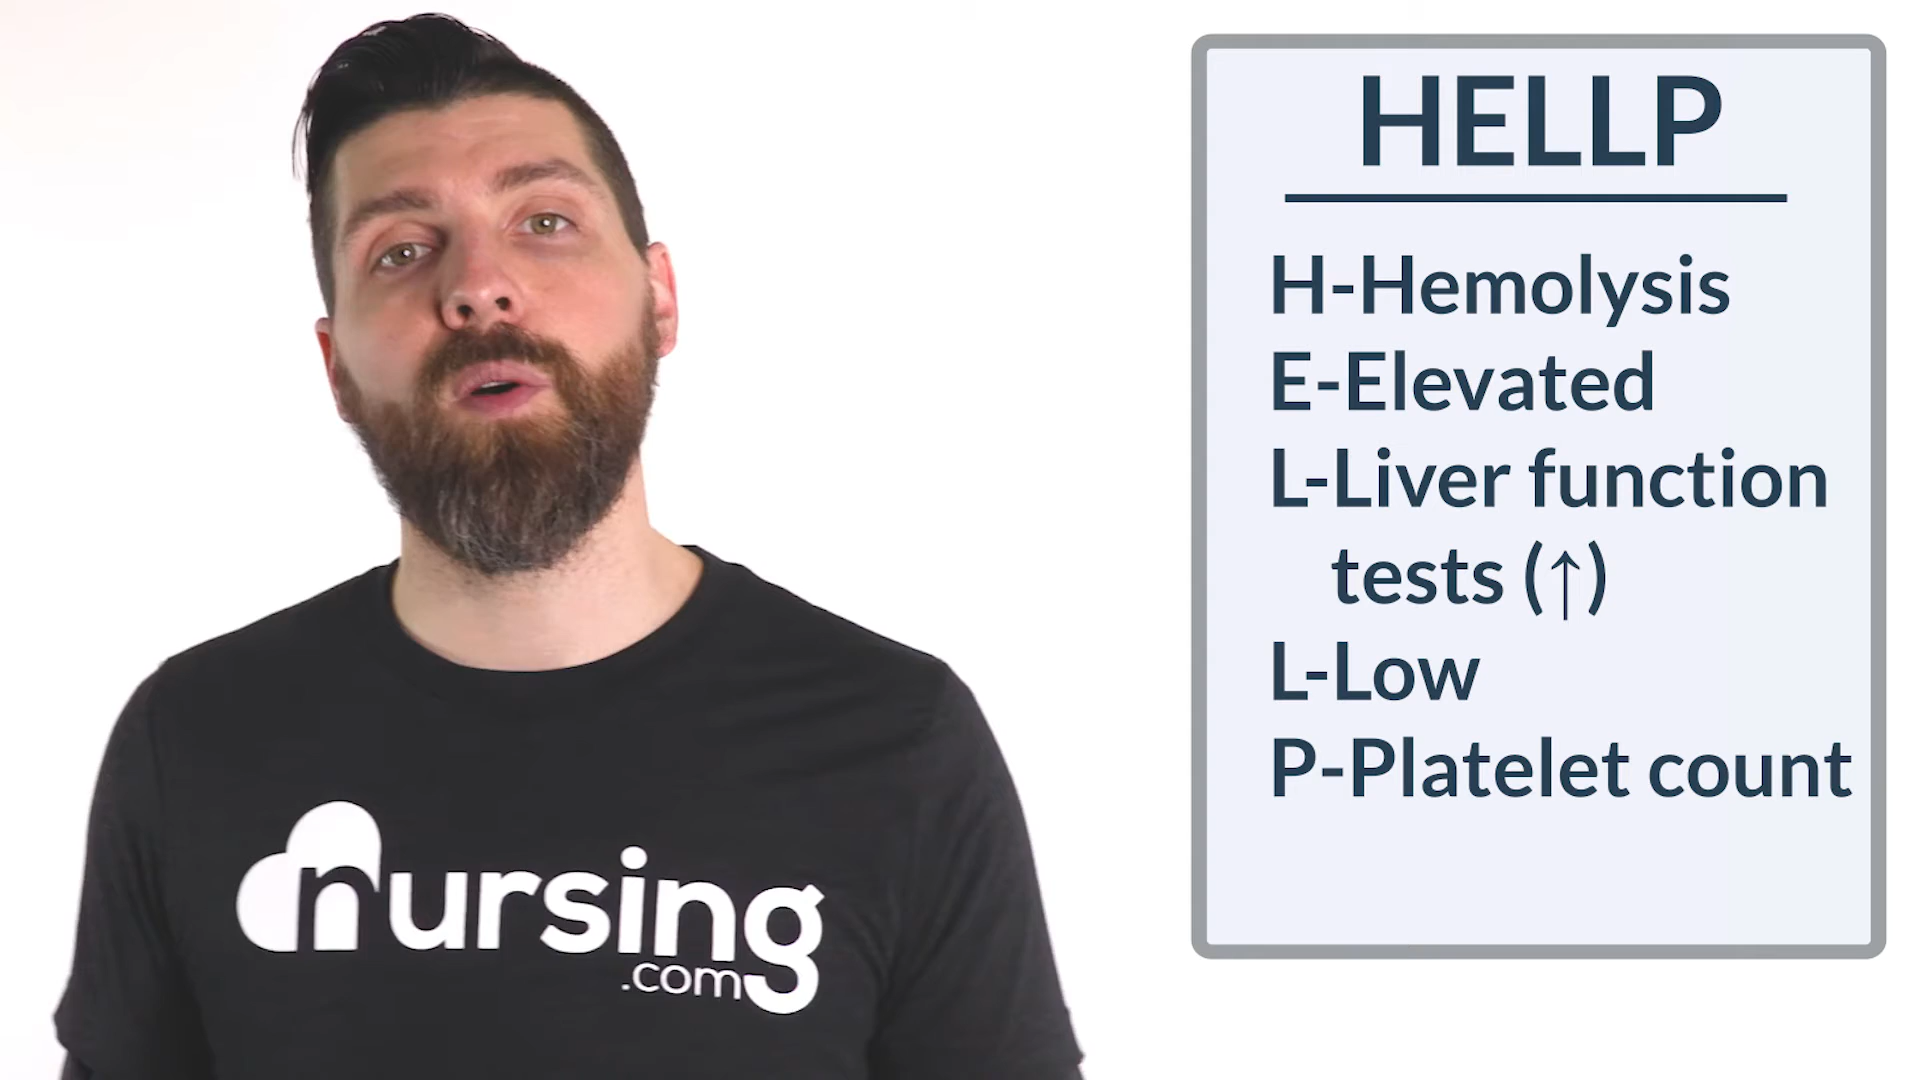 HELLP
H-Hemolysis
E-Elevated
L-Liver function
tests (↑)
L-Low
P-Platelet count
nursing
.com